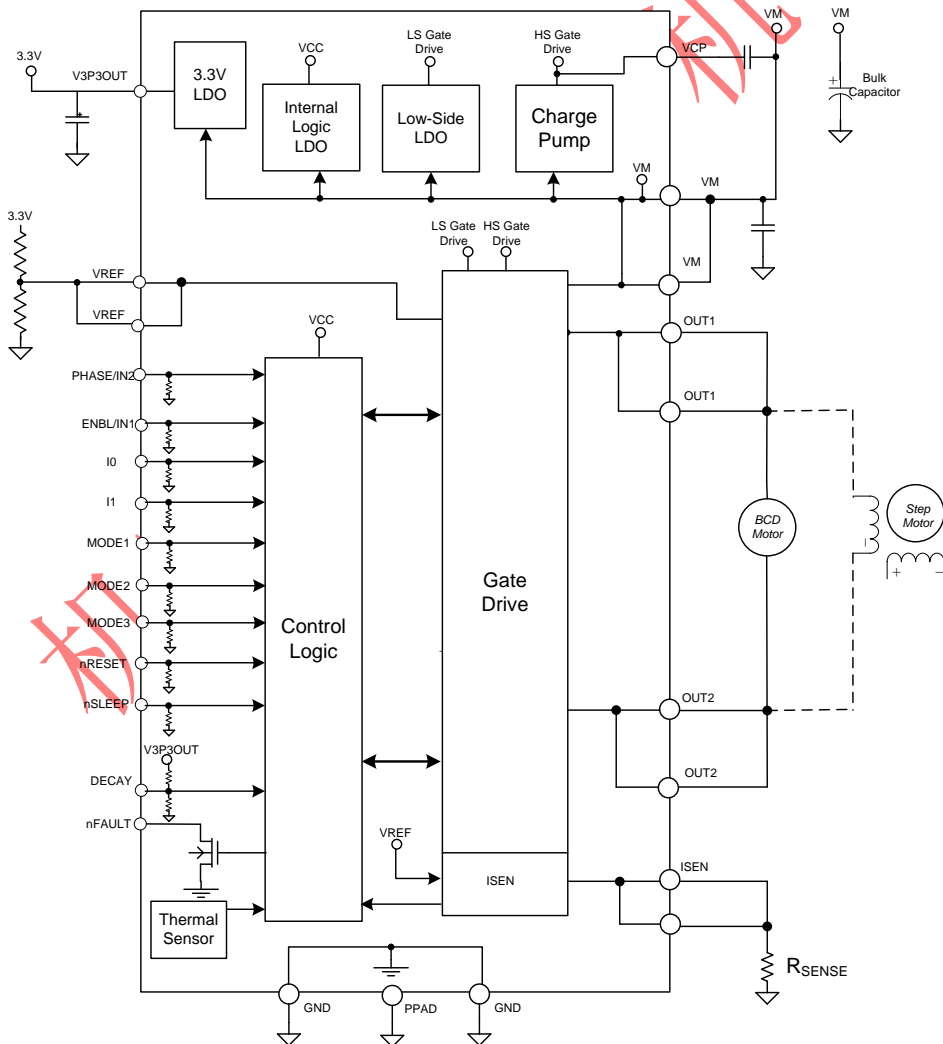 VM
VM
3.3V
V3P3OUT
3.3V
LDO
VCC
Internal
Logic
LDO
LS Gate
Drive
Low-Side
LDO
HS Gate
Drive
Charge
Pump
VCP
+
Bulk
Capacitor
VM
VM
VM
3.3V
VREF
VREF
LS Gate
Drive
HS Gate
Drive
VCC
OUT1
OUT1
PHASE/IN2
ENBL/IN1
I0
I1
MODE1
MODE2
MODE3
nRESET
nSLEEP
V3P3OUT
DECAY
nFAULT
Control
Logic
Gate
Drive
BCD
Motor
Step
Motor
+
OUT2
OUT2
VREF
ISEN
ISEN
Thermal
Sensor
RSENSE
GND
PPAD
GND
机